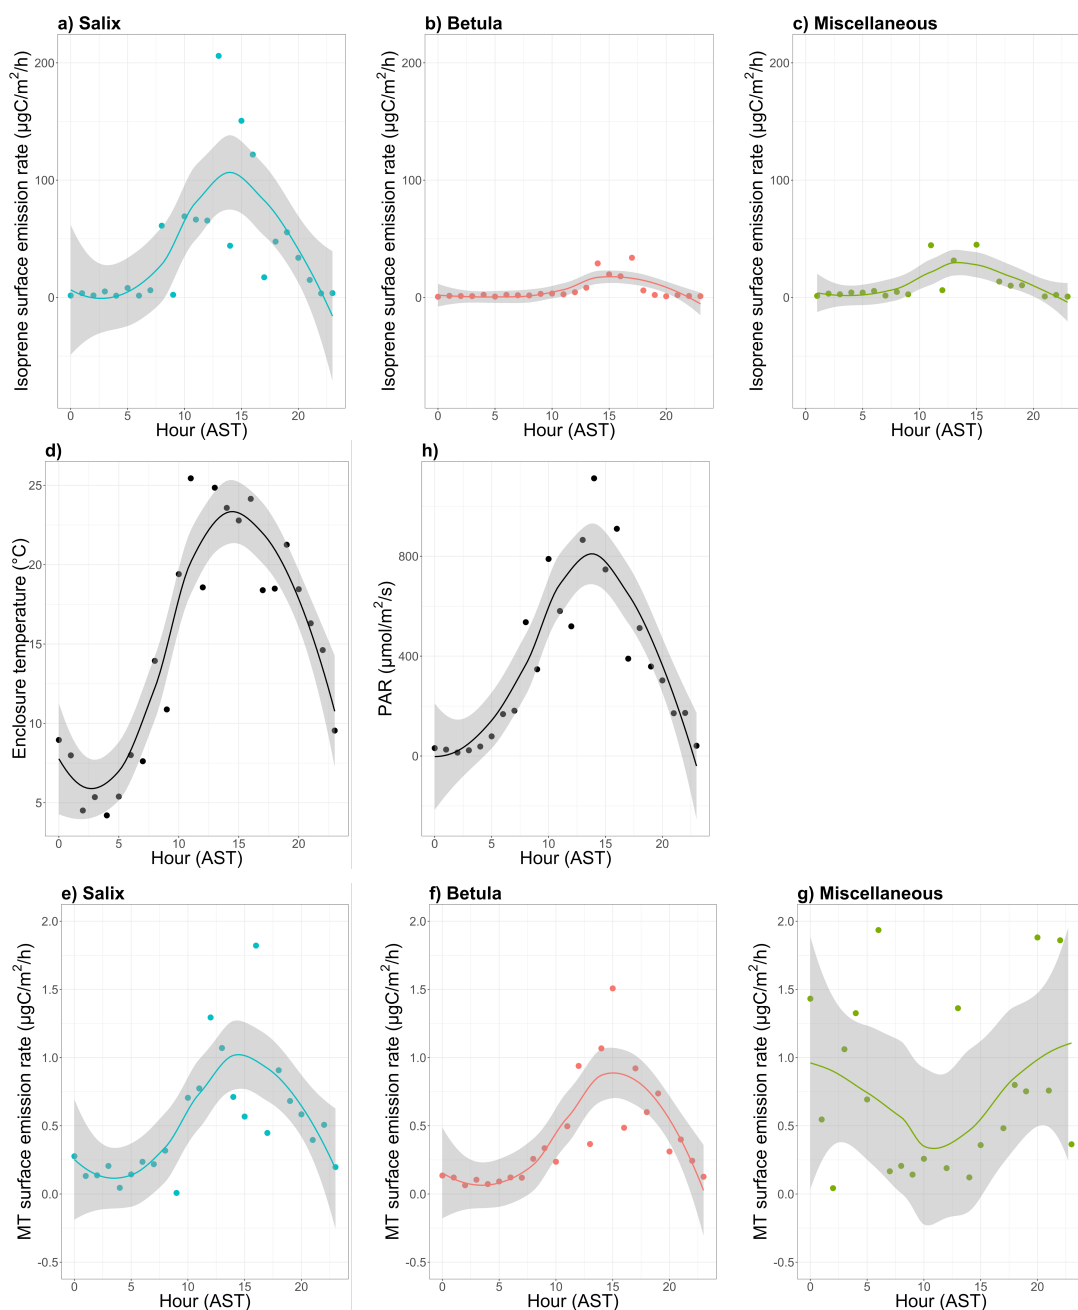 a) Salix
b) Betula
c) Miscellaneous
Isoprene surface emission rate (µgC/m²/h)
200
100
0
0 5 10 15 20
Hour (AST)
Isoprene surface emission rate (µgC/m²/h)
200
100
0
0 5 10 15 20
Hour (AST)
Isoprene surface emission rate (µgC/m²/h)
200
100
0
0 5 10 15 20
Hour (AST)
d)
h)
Enclosure temperature (°C)
25
20
15
10
5
0 5 10 15 20
Hour (AST)
PAR (µmol/m²/s)
800
400
0
0 5 10 15 20
Hour (AST)
e) Salix
f) Betula
g) Miscellaneous
MT surface emission rate (µgC/m²/h)
2.0
1.5
1.0
0.5
0.0
-0.5
0 5 10 15 20
Hour (AST)
MT surface emission rate (µgC/m²/h)
2.0
1.5
1.0
0.5
0.0
-0.5
0 5 10 15 20
Hour (AST)
MT surface emission rate (µgC/m²/h)
2.0
1.5
1.0
0.5
0.0
-0.5
0 5 10 15 20
Hour (AST)